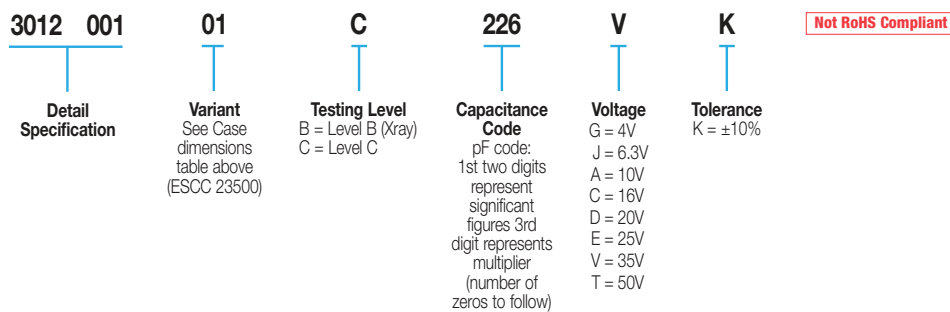 3012 001 01 C 226 V K Not RoHS Compliant
Detail
Specification
Variant
See Case
dimensions
table above
(ESCC 23500)
Testing Level
B = Level B (Xray)
C = Level C
Capacitance
Code
pF code:
1st two digits
represent
significant
figures 3rd
digit represents
multiplier
(number of
zeros to follow)
Voltage
G = 4V
J = 6.3V
A = 10V
C = 16V
D = 20V
E = 25V
V = 35V
T = 50V
Tolerance
K = ±10%